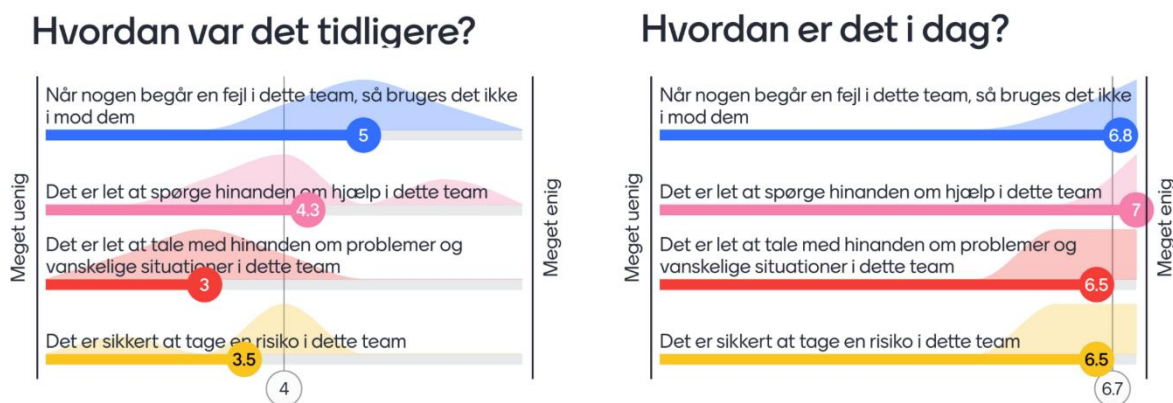 Hvordan var det tidligere?
Meget uenig
Når nogen begår en fejl i dette team, så bruges det ikke
i mod dem
5
Det er let at spørge hinanden om hjælp i dette team
4.3
Det er let at tale med hinanden om problemer og
vanskelige situationer i dette team
3
Det er sikkert at tage en risiko i dette team
3.5
4
Meget enig
Hvordan er det i dag?
Meget uenig
Når nogen begår en fejl i dette team, så bruges det ikke
i mod dem
6.8
Det er let at spørge hinanden om hjælp i dette team
7
Det er let at tale med hinanden om problemer og
vanskelige situationer i dette team
6.5
Det er sikkert at tage en risiko i dette team
6.5
6.7
Meget enig